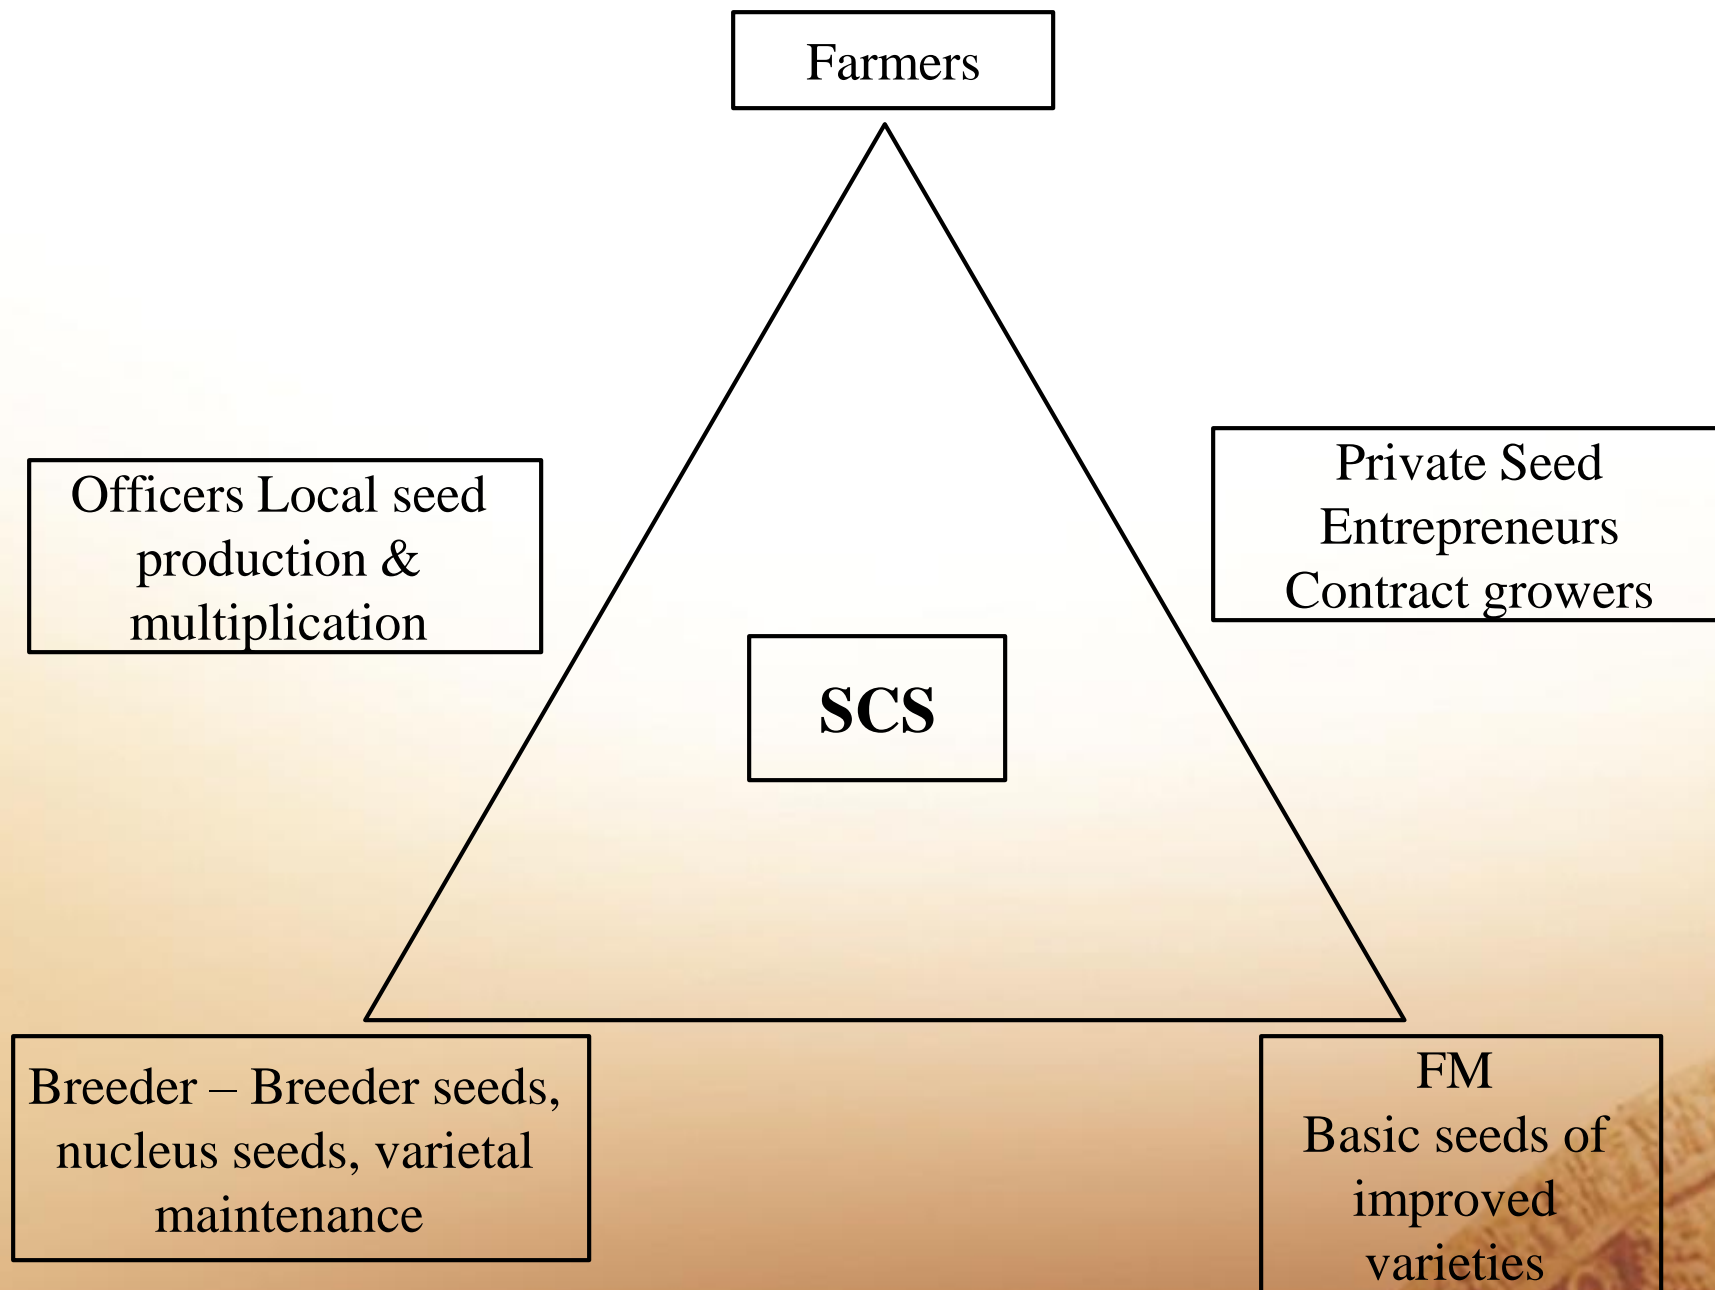 Farmers
Officers Local seed
production &
multiplication
Private Seed
Entrepreneurs
Contract growers
SCS
Breeder – Breeder seeds,
nucleus seeds, varietal
maintenance
FM
Basic seeds of
improved
varieties